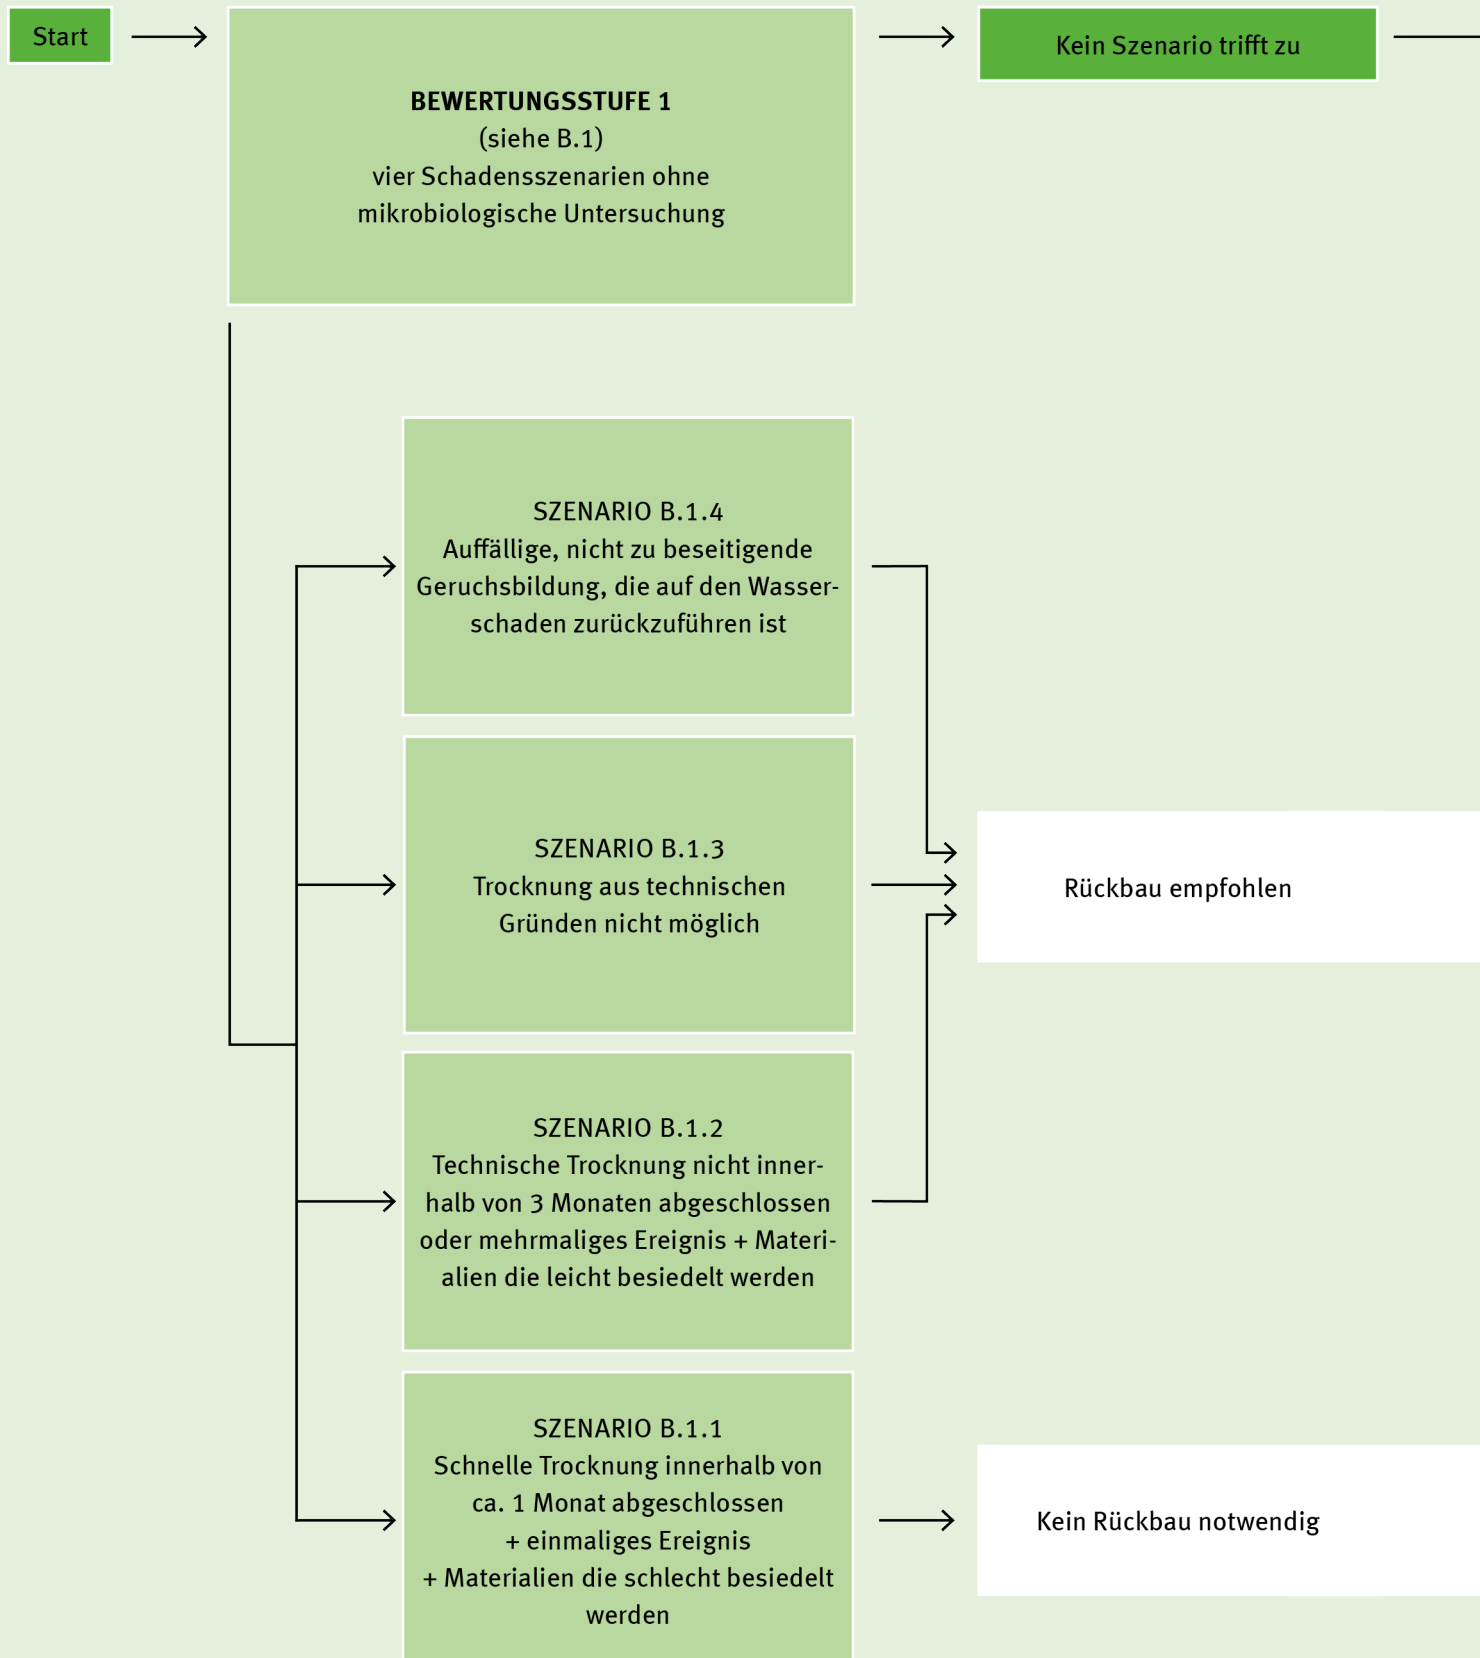 Start
BEWERTUNGSSTUFE 1
(siehe B.1)
vier Schadensszenarien ohne
mikrobiologische Untersuchung
Kein Szenario trifft zu
SZENARIO B.1.4
Auffällige, nicht zu beseitigende
Geruchsbildung, die auf den Wasser-
schaden zurückzuführen ist
SZENARIO B.1.3
Trocknung aus technischen
Gründen nicht möglich
Rückbau empfohlen
SZENARIO B.1.2
Technische Trocknung nicht inner-
halb von 3 Monaten abgeschlossen
oder mehrmaliges Ereignis + Materi-
alien die leicht besiedelt werden
SZENARIO B.1.1
Schnelle Trocknung innerhalb von
ca. 1 Monat abgeschlossen
+ einmaliges Ereignis
+ Materialien die schlecht besiedelt
werden
Kein Rückbau notwendig